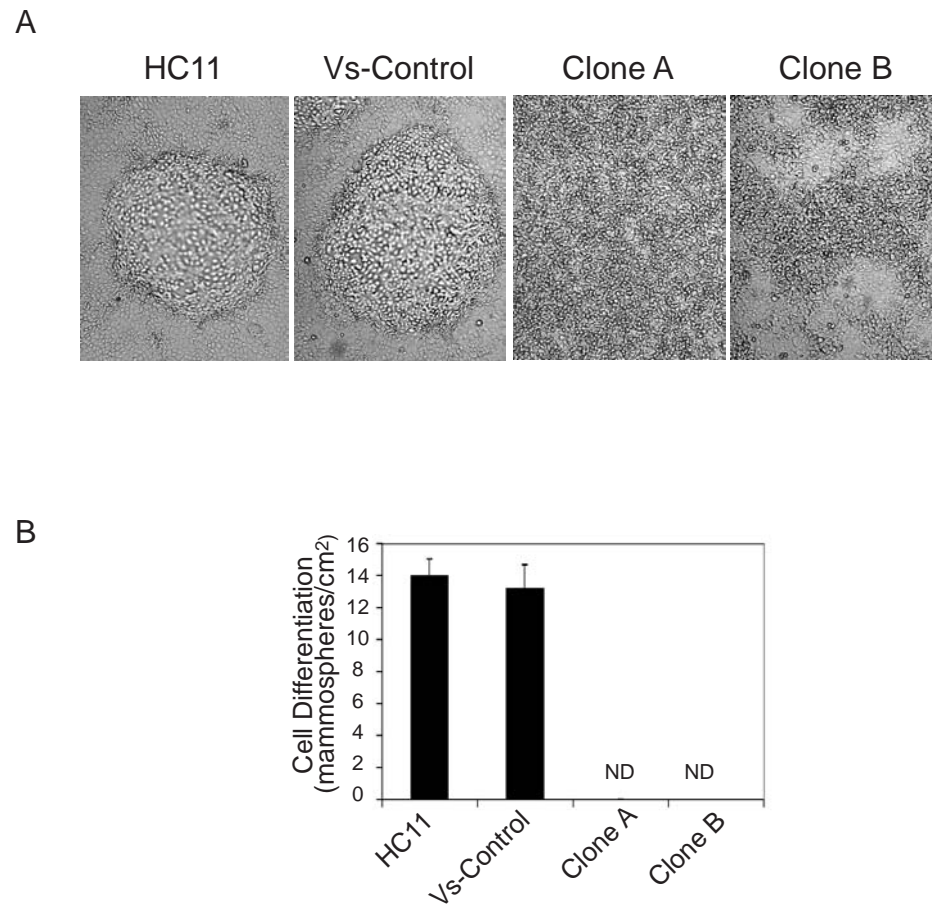 A
HC11 Vs-Control Clone A Clone B
B
Cell Differentiation
(mammospheres/cm²)
16
14
12
10
8
6
4
2
0
ND ND
HC11 Vs-Control Clone A Clone B